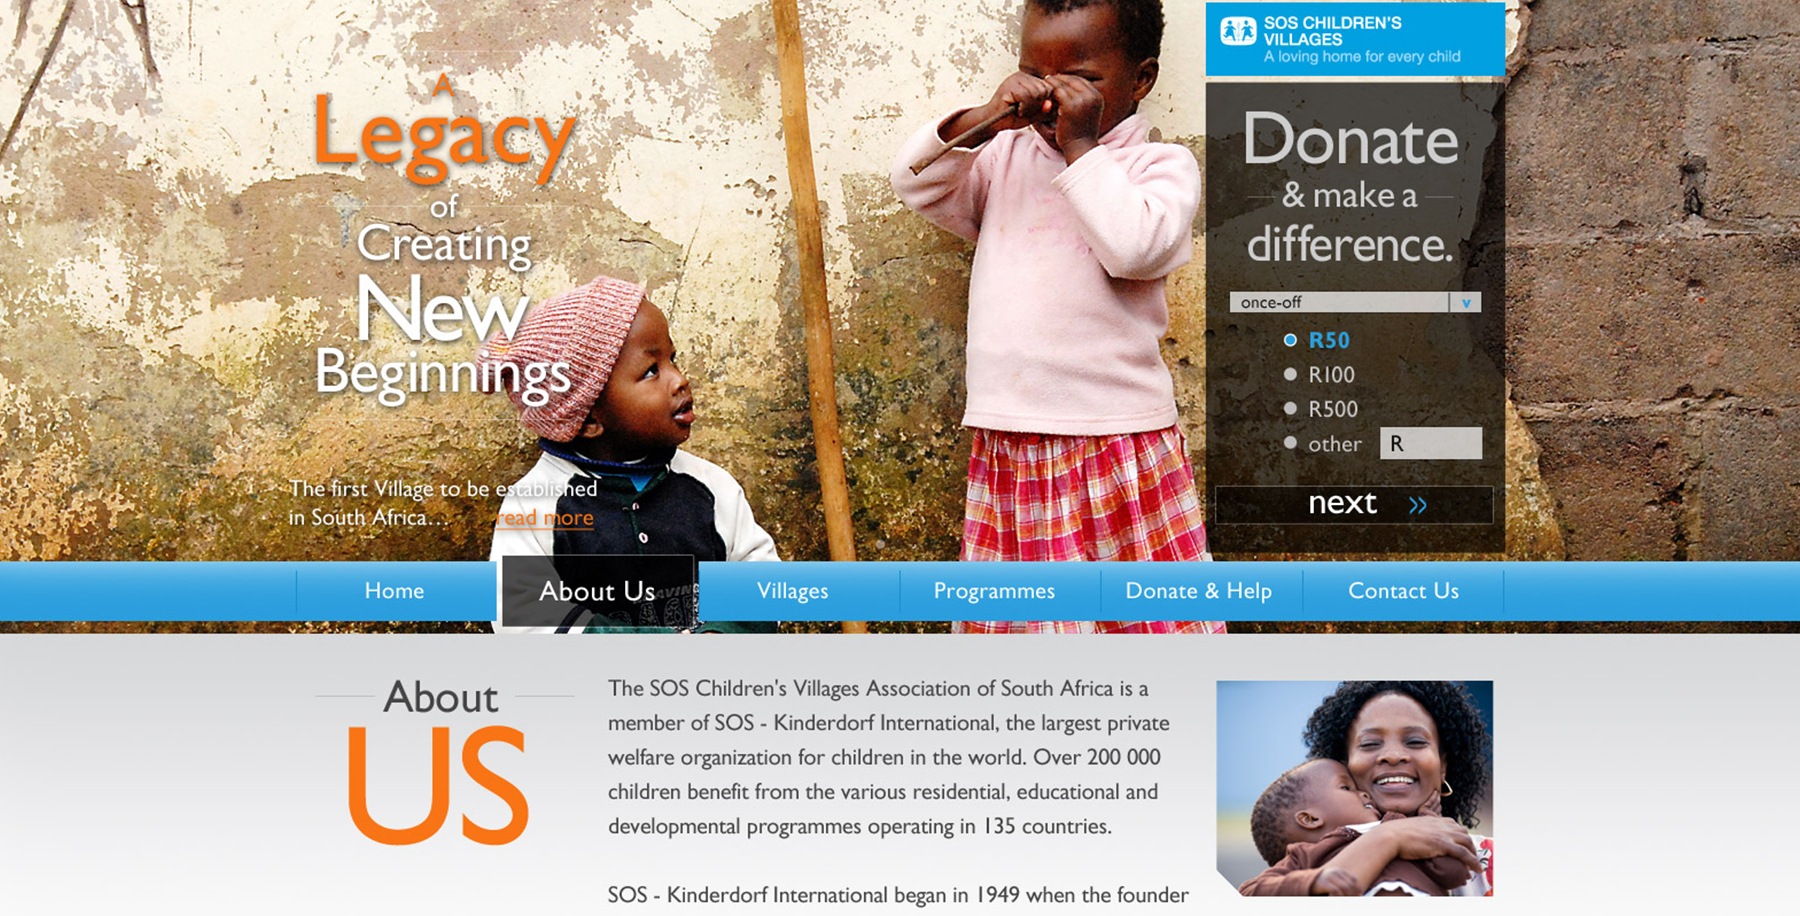 A
Legacy
of
Creating
New
Beginnings
The first Village to be established
in South Africa... read more
SOS CHILDREN'S
VILLAGES
A loving home for every child
Donate
& make a
difference.
once-off v
R50
R100
R500
other R
next »
Home About Us Villages Programmes Donate & Help Contact Us
About
US
The SOS Children's Villages Association of South Africa is a
member of SOS - Kinderdorf International, the largest private
welfare organization for children in the world. Over 200 000
children benefit from the various residential, educational and
developmental programmes operating in 135 countries.
SOS - Kinderdorf International began in 1949 when the founder